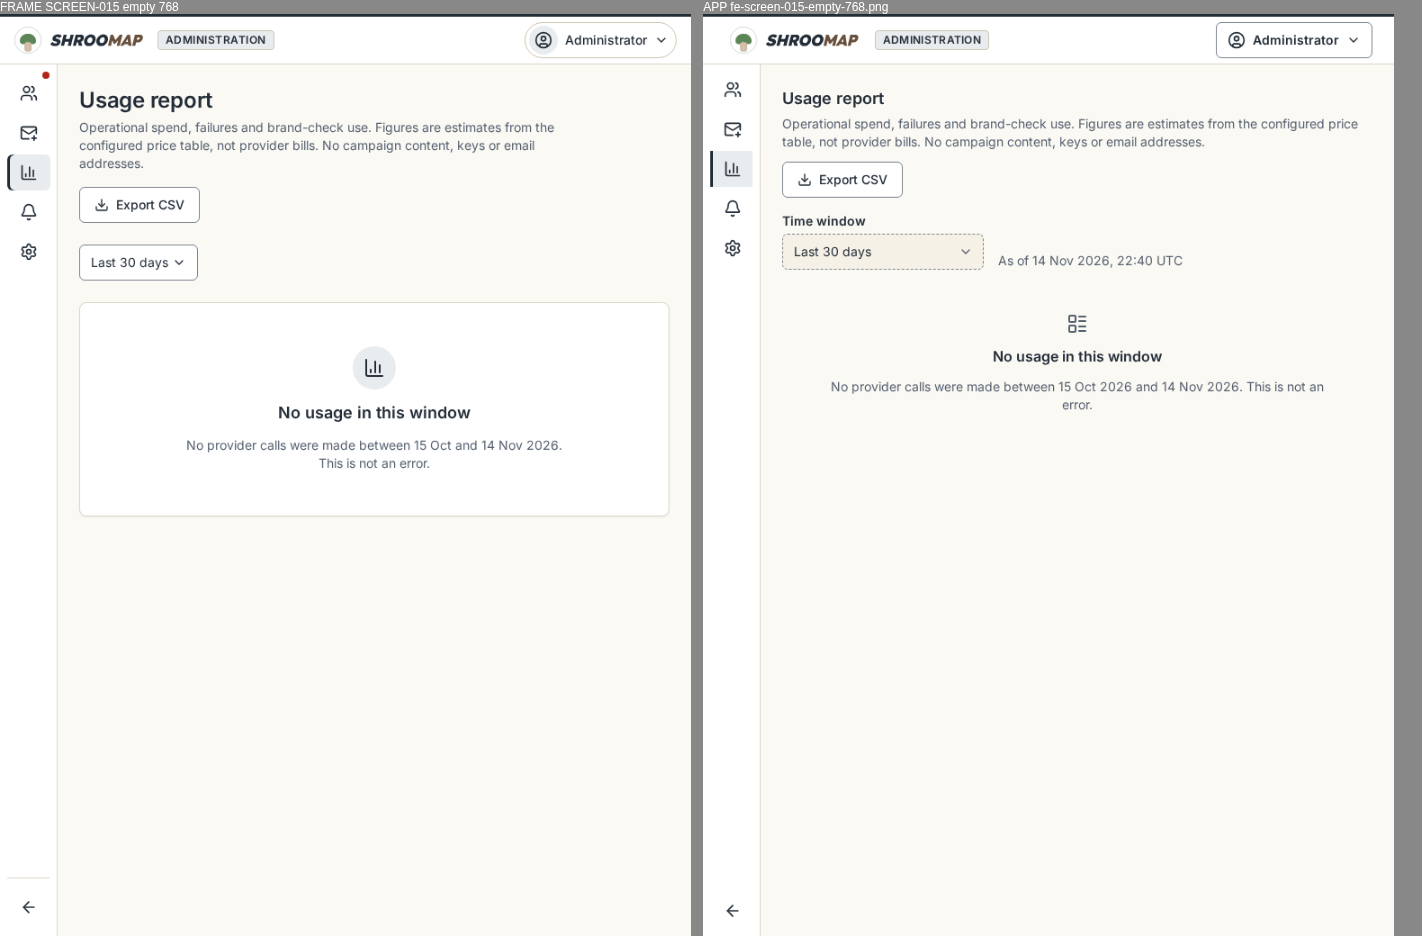 FRAME SCREEN-015 empty 768
SHROOMAP
ADMINISTRATION
Administrator
Usage report
Operational spend, failures and brand-check use. Figures are estimates from the
configured price table, not provider bills. No campaign content, keys or email
addresses.
Export CSV
Last 30 days
No usage in this window
No provider calls were made between 15 Oct and 14 Nov 2026.
This is not an error.
APP fe-screen-015-empty-768.png
SHROOMAP
ADMINISTRATION
Administrator
Usage report
Operational spend, failures and brand-check use. Figures are estimates from the configured price
table, not provider bills. No campaign content, keys or email addresses.
Export CSV
Time window
Last 30 days
As of 14 Nov 2026, 22:40 UTC
No usage in this window
No provider calls were made between 15 Oct 2026 and 14 Nov 2026. This is not an
error.